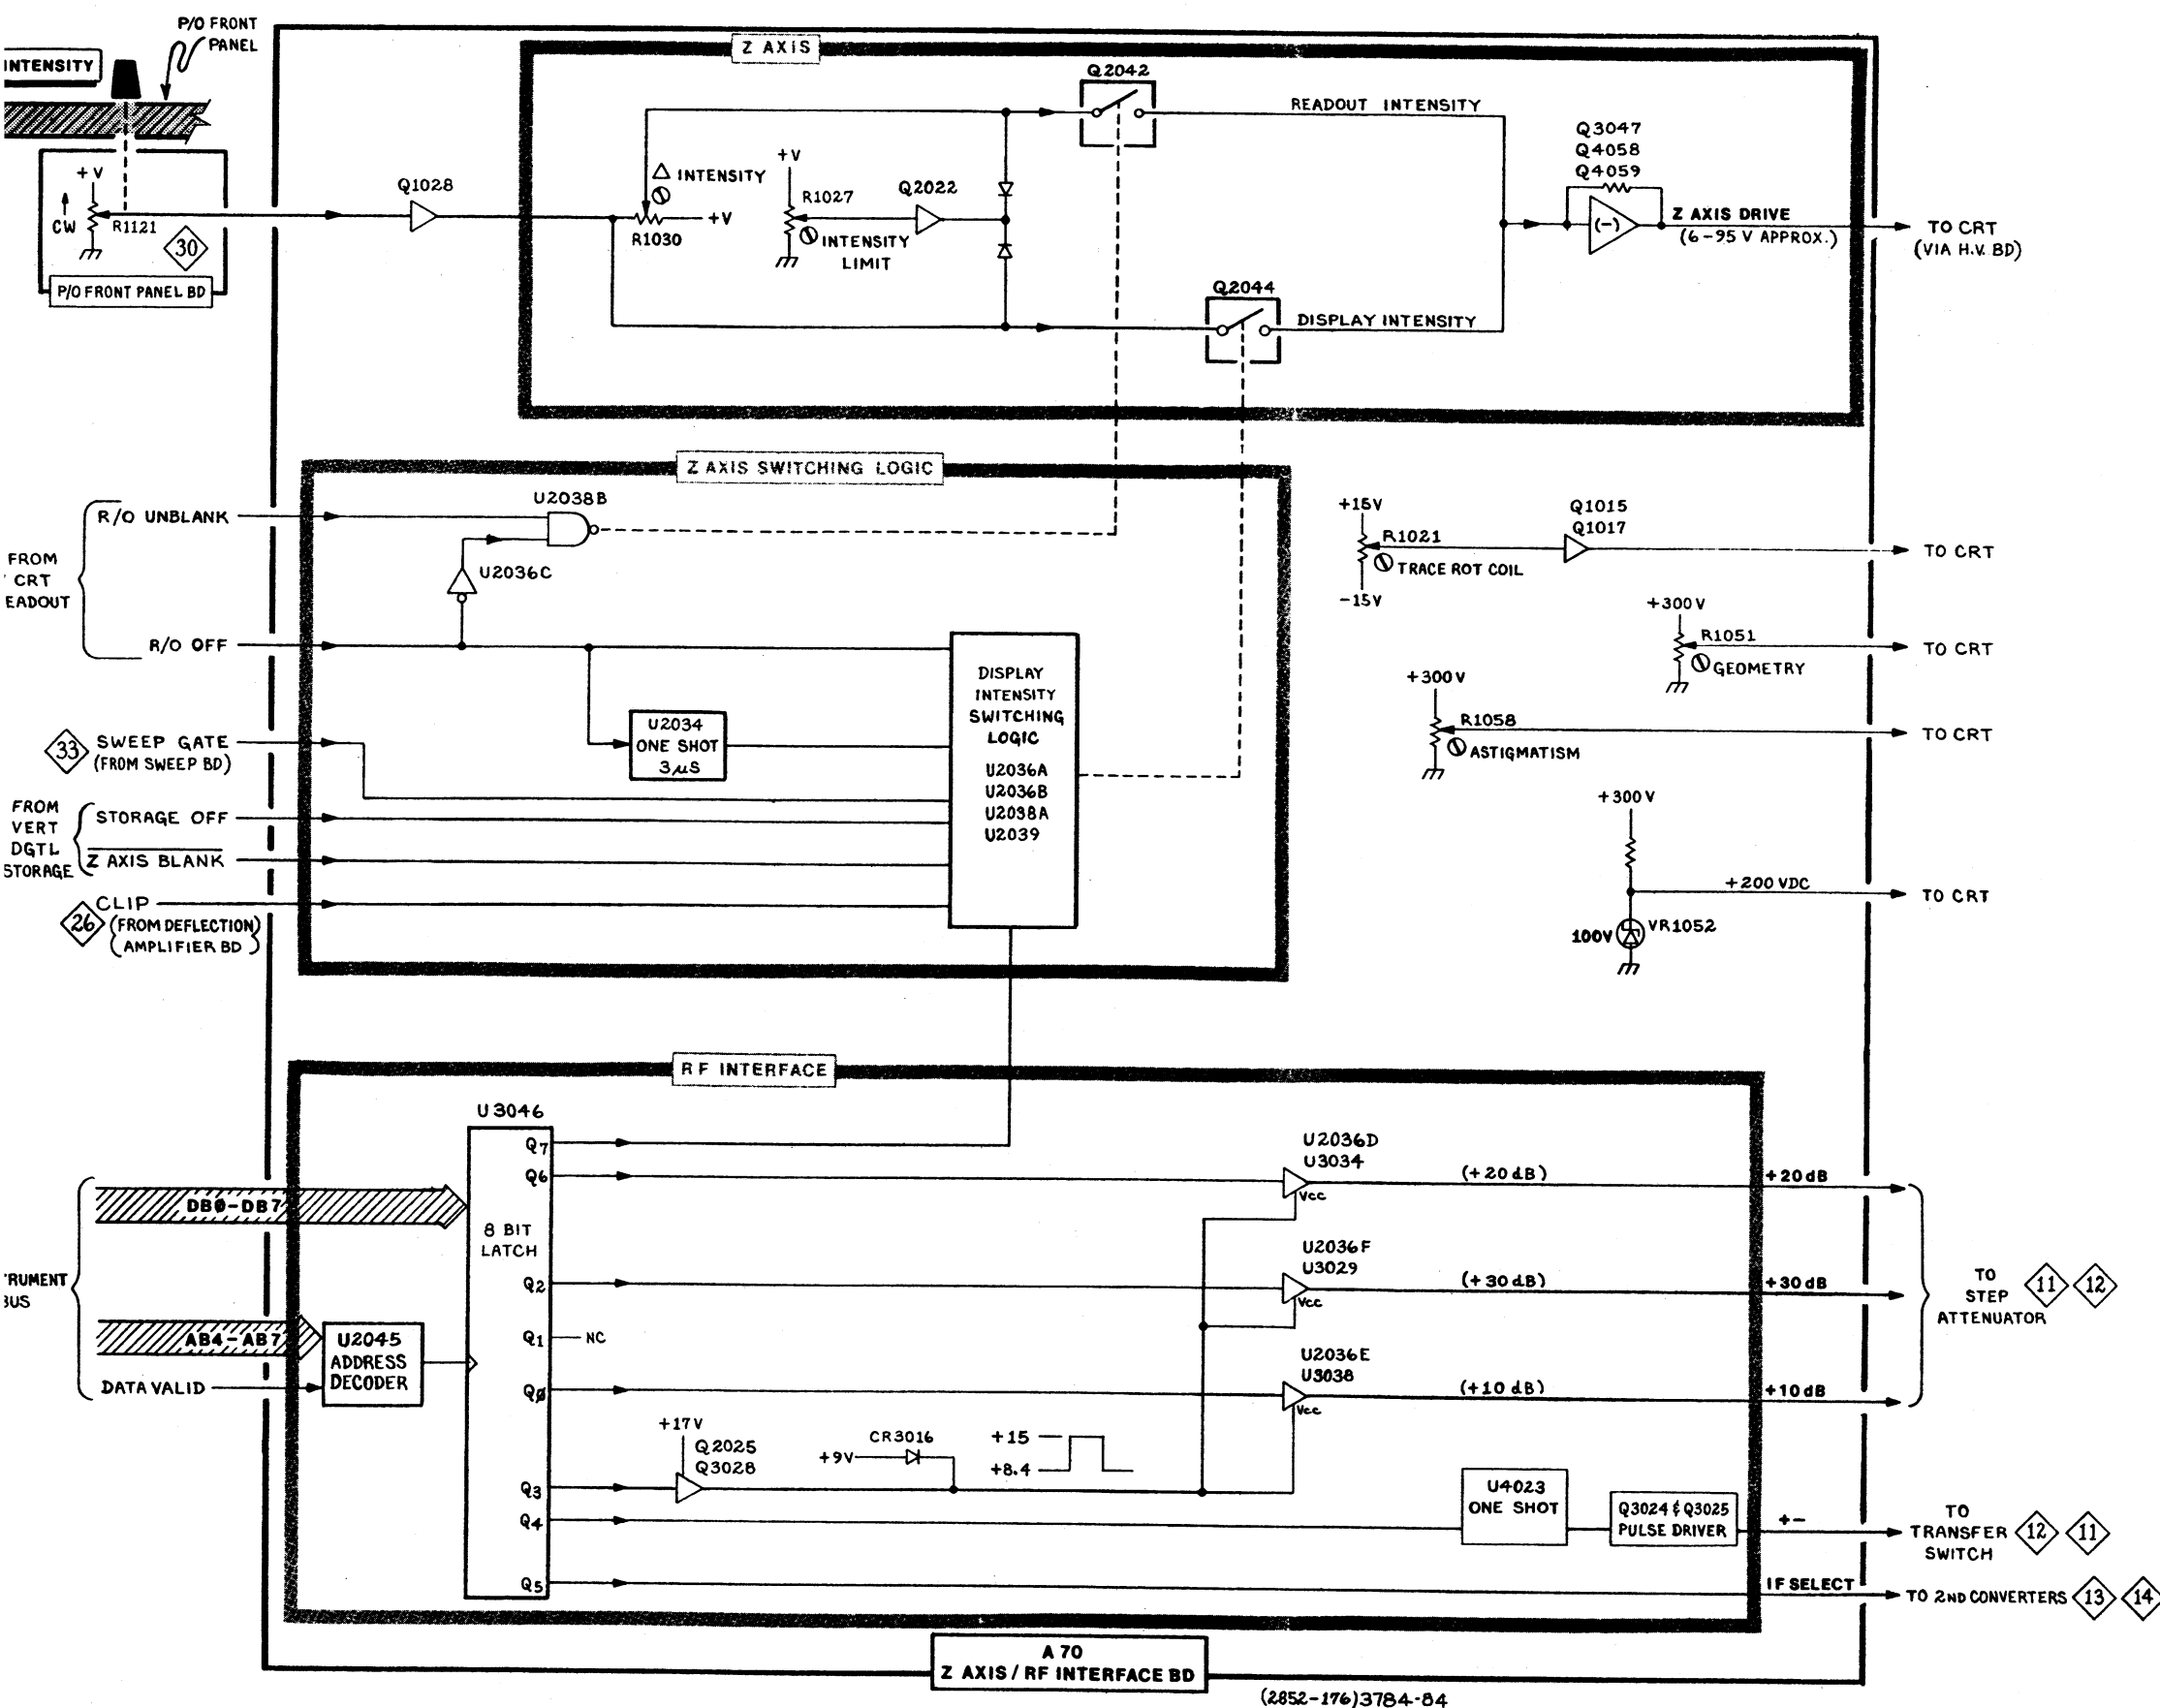 P/O FRONT
PANEL
INTENSITY
+V
CW
R1121
30
P/O FRONT PANEL BD
Q1028
Z AXIS
Q2042
READOUT INTENSITY
△ INTENSITY
R1030
+V
+V
R1027
INTENSITY
LIMIT
Q2022
Q2044
DISPLAY INTENSITY
Q3047
Q4058
Q4059
(-)
Z AXIS DRIVE
(6-95 V APPROX.)
TO CRT
(VIA H.V. BD)
Z AXIS SWITCHING LOGIC
FROM
CRT
EADOUT
R/O UNBLANK
R/O OFF
U2038B
U2036C
U2034
ONE SHOT
3µS
33
SWEEP GATE
(FROM SWEEP BD)
FROM
VERT
DGTL
STORAGE
STORAGE OFF
Z AXIS BLANK
CLIP
26
(FROM DEFLECTION
AMPLIFIER BD)
DISPLAY
INTENSITY
SWITCHING
LOGIC
U2036A
U2036B
U2038A
U2039
+15V
R1021
TRACE ROT COIL
-15V
Q1015
Q1017
TO CRT
+300V
R1051
GEOMETRY
TO CRT
+300V
R1058
ASTIGMATISM
TO CRT
+300V
+200VDC
100V
VR1052
TO CRT
RF INTERFACE
U3046
8 BIT
LATCH
Q7
Q6
Q2
Q1
NC
Q0
Q3
Q4
Q5
TRUMENT
BUS
DB0-DB7
AB4-AB7
DATA VALID
U2045
ADDRESS
DECODER
U2036D
U3034
Vcc
(+20 dB)
+20 dB
U2036F
U3029
Vcc
(+30 dB)
+30 dB
U2036E
U3038
Vcc
(+10 dB)
+10 dB
TO
STEP
ATTENUATOR
11
12
+17V
Q2025
Q3028
CR3016
+9V
+15
+8.4
U4023
ONE SHOT
Q3024 & Q3025
PULSE DRIVER
+-
TO
TRANSFER
SWITCH
12
11
IF SELECT
TO 2ND CONVERTERS
13
14
A 70
Z AXIS / RF INTERFACE BD
(2852-176)3784-84